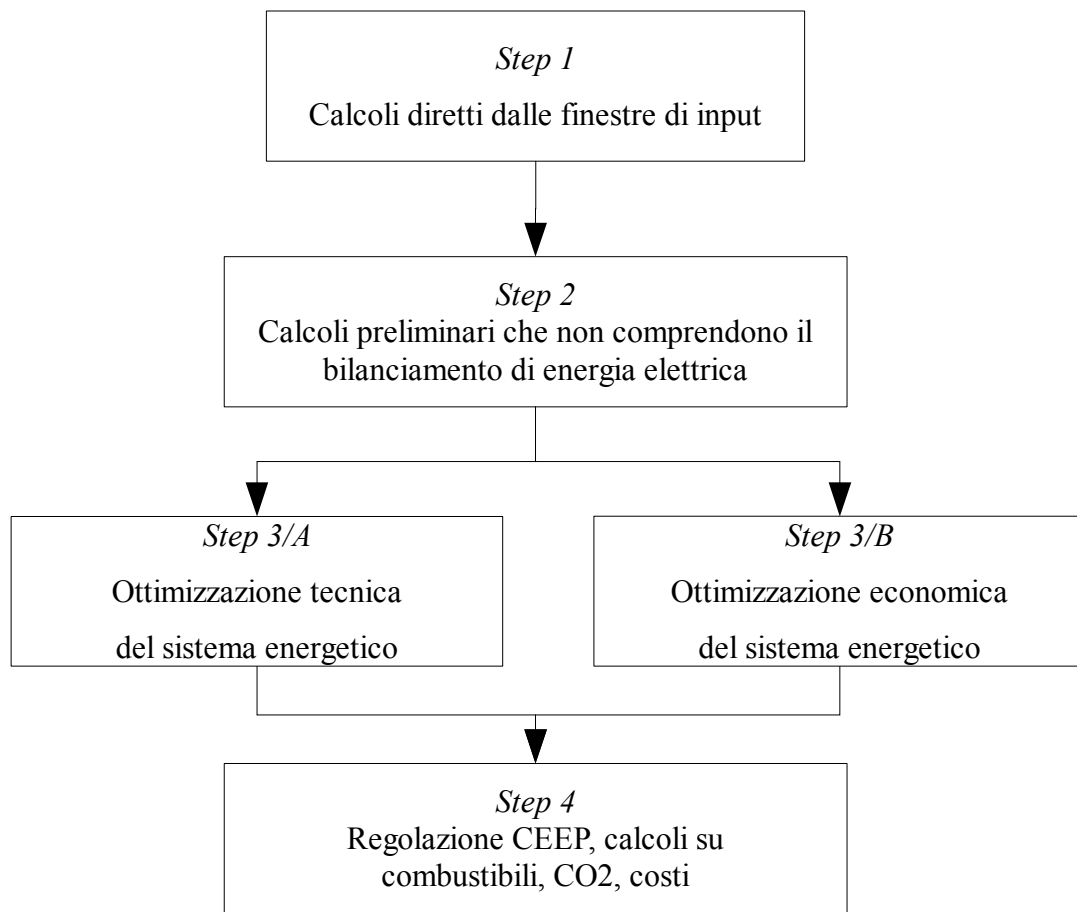 Step 1
Calcoli diretti dalle finestre di input
Step 2
Calcoli preliminari che non comprendono il
bilanciamento di energia elettrica
Step 3/A
Ottimizzazione tecnica
del sistema energetico
Step 3/B
Ottimizzazione economica
del sistema energetico
Step 4
Regolazione CEEP, calcoli su
combustibili, CO2, costi